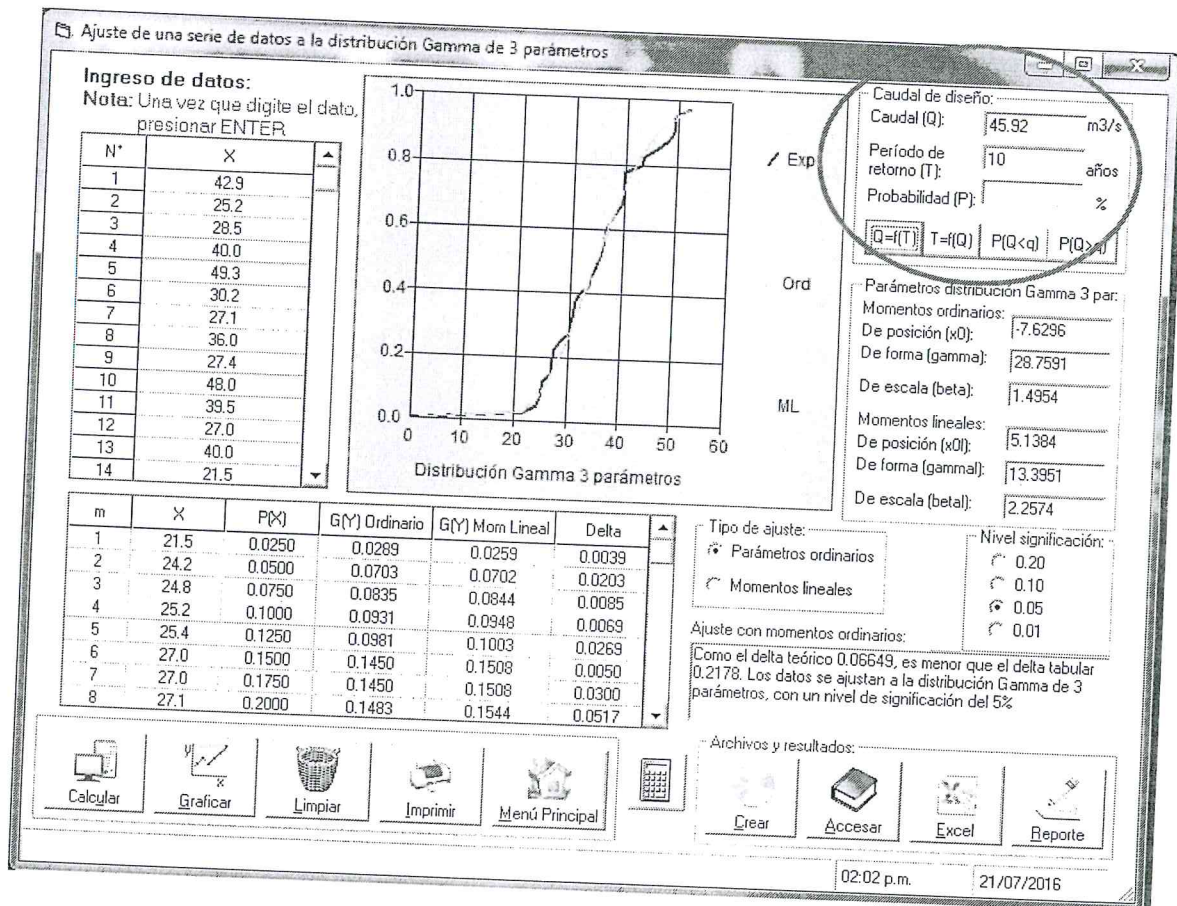 Ajuste de una serie de datos a la distribución Gamma de 3 parámetros
Ingreso de datos:
Nota: Una vez que digite el dato,
presionar ENTER
N° X
1 42.9
2 25.2
3 28.5
4 40.0
5 49.3
6 30.2
7 27.1
8 36.0
9 27.4
10 48.0
11 39.5
12 27.0
13 40.0
14 21.5
1.0
0.8
0.6
0.4
0.2
0.0
0 10 20 30 40 50 60
Distribución Gamma 3 parámetros
Exp
Ord
ML
Caudal de diseño:
Caudal (Q): 45.92 m3/s
Período de
retorno (T): 10 años
Probabilidad (P): %
Q=f(T) T=f(Q) P(Q<q) P(Q>q)
Parámetros distribución Gamma 3 par:
Momentos ordinarios:
De posición (x0): -7.6296
De forma (gamma): 28.7591
De escala (beta): 1.4954
Momentos lineales:
De posición (x0l): 5.1384
De forma (gammal): 13.3951
De escala (betal): 2.2574
m X P(X) G(Y) Ordinario G(Y) Mom Lineal Delta
1 21.5 0.0250 0.0289 0.0259 0.0039
2 24.2 0.0500 0.0703 0.0702 0.0203
3 24.8 0.0750 0.0835 0.0844 0.0085
4 25.2 0.1000 0.0931 0.0948 0.0069
5 25.4 0.1250 0.0981 0.1003 0.0269
6 27.0 0.1500 0.1450 0.1508 0.0050
7 27.0 0.1750 0.1450 0.1508 0.0300
8 27.1 0.2000 0.1483 0.1544 0.0517
Tipo de ajuste:
Parámetros ordinarios
Momentos lineales
Nivel significación:
0.20
0.10
0.05
0.01
Ajuste con momentos ordinarios:
Como el delta teórico 0.06649, es menor que el delta tabular
0.2178. Los datos se ajustan a la distribución Gamma de 3
parámetros, con un nivel de significación del 5%
Calcular Graficar Limpiar Imprimir Menú Principal
Archivos y resultados:
Crear Accesar Excel Reporte
02:02 p.m. 21/07/2016